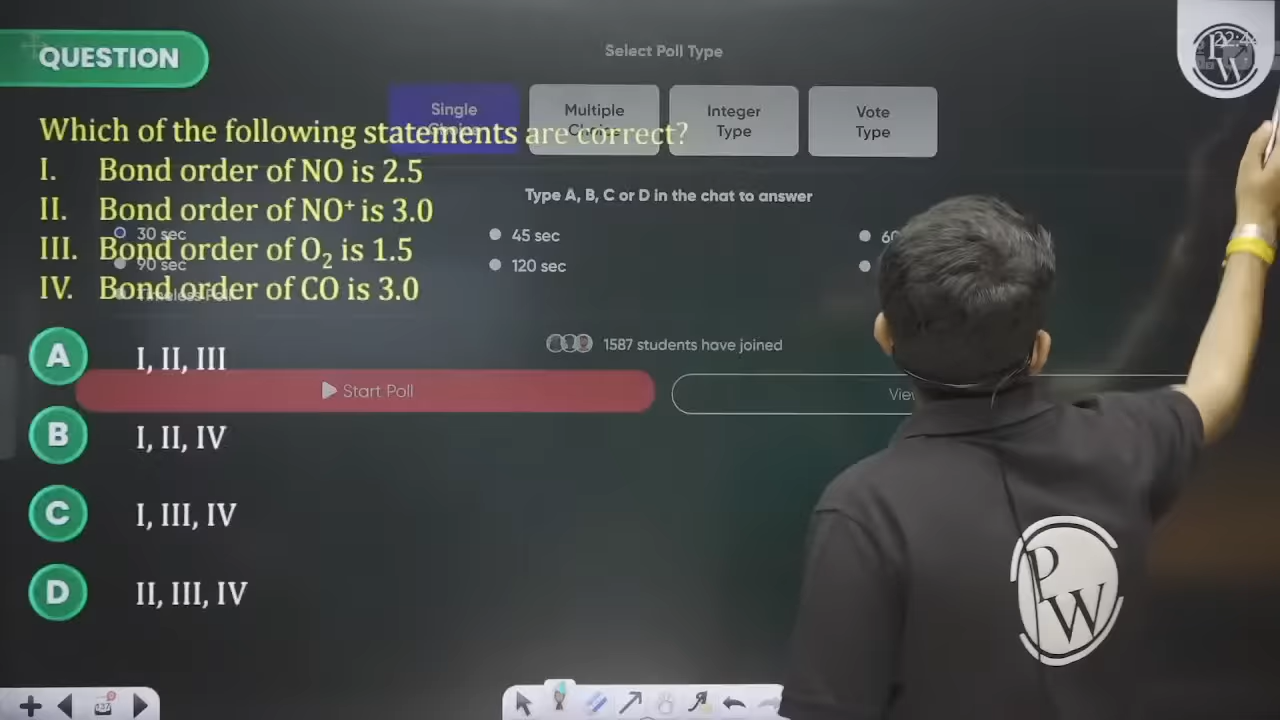 QUESTION
Select Poll Type
Single
Choice
Multiple
Choice
Integer
Type
Vote
Type
Which of the following statements are correct?
I. Bond order of NO is 2.5
II. Bond order of NO⁺ is 3.0
III. Bond order of O₂ is 1.5
IV. Bond order of CO is 3.0
Type A, B, C or D in the chat to answer
30 sec
45 sec
90 sec
120 sec
1587 students have joined
Start Poll
A I, II, III
B I, II, IV
C I, III, IV
D II, III, IV
PW
PW